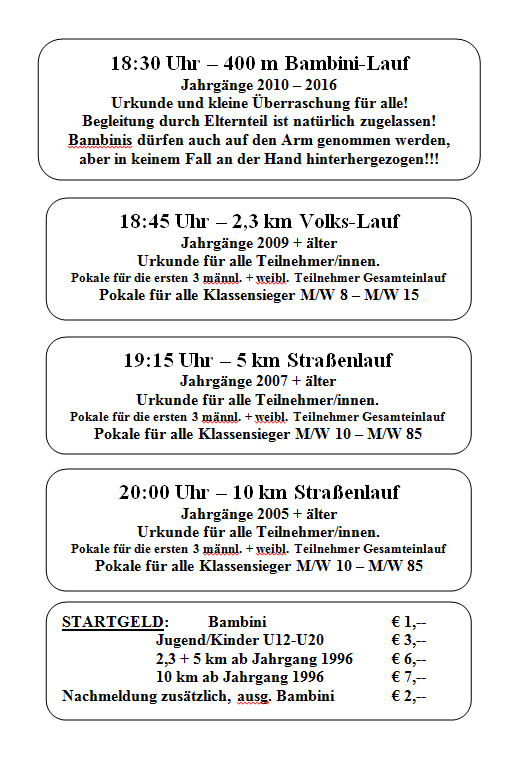 18:30 Uhr – 400 m Bambini-Lauf
Jahrgänge 2010 – 2016
Urkunde und kleine Überraschung für alle!
Begleitung durch Elternteil ist natürlich zugelassen!
Bambinis dürfen auch auf den Arm genommen werden,
aber in keinem Fall an der Hand hinterhergezogen!!!
18:45 Uhr – 2,3 km Volks-Lauf
Jahrgänge 2009 + älter
Urkunde für alle Teilnehmer/innen.
Pokale für die ersten 3 männl. + weibl. Teilnehmer Gesamteinlauf
Pokale für alle Klassensieger M/W 8 – M/W 15
19:15 Uhr – 5 km Straßenlauf
Jahrgänge 2007 + älter
Urkunde für alle Teilnehmer/innen.
Pokale für die ersten 3 männl. + weibl. Teilnehmer Gesamteinlauf
Pokale für alle Klassensieger M/W 10 – M/W 85
20:00 Uhr – 10 km Straßenlauf
Jahrgänge 2005 + älter
Urkunde für alle Teilnehmer/innen.
Pokale für die ersten 3 männl. + weibl. Teilnehmer Gesamteinlauf
Pokale für alle Klassensieger M/W 10 – M/W 85
STARTGELD: Bambini € 1,--
Jugend/Kinder U12-U20 € 3,--
2,3 + 5 km ab Jahrgang 1996 € 6,--
10 km ab Jahrgang 1996 € 7,--
Nachmeldung zusätzlich, ausg. Bambini € 2,--